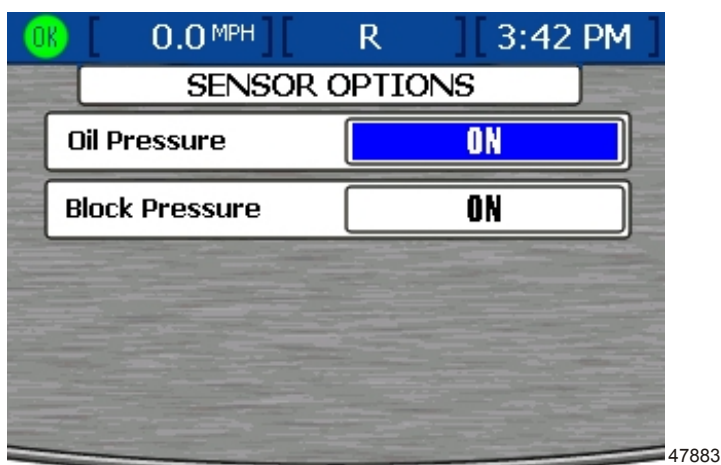 OK [ 0.0 MPH ][ R ][ 3:42 PM ]
SENSOR OPTIONS
Oil Pressure ON
Block Pressure ON
47883